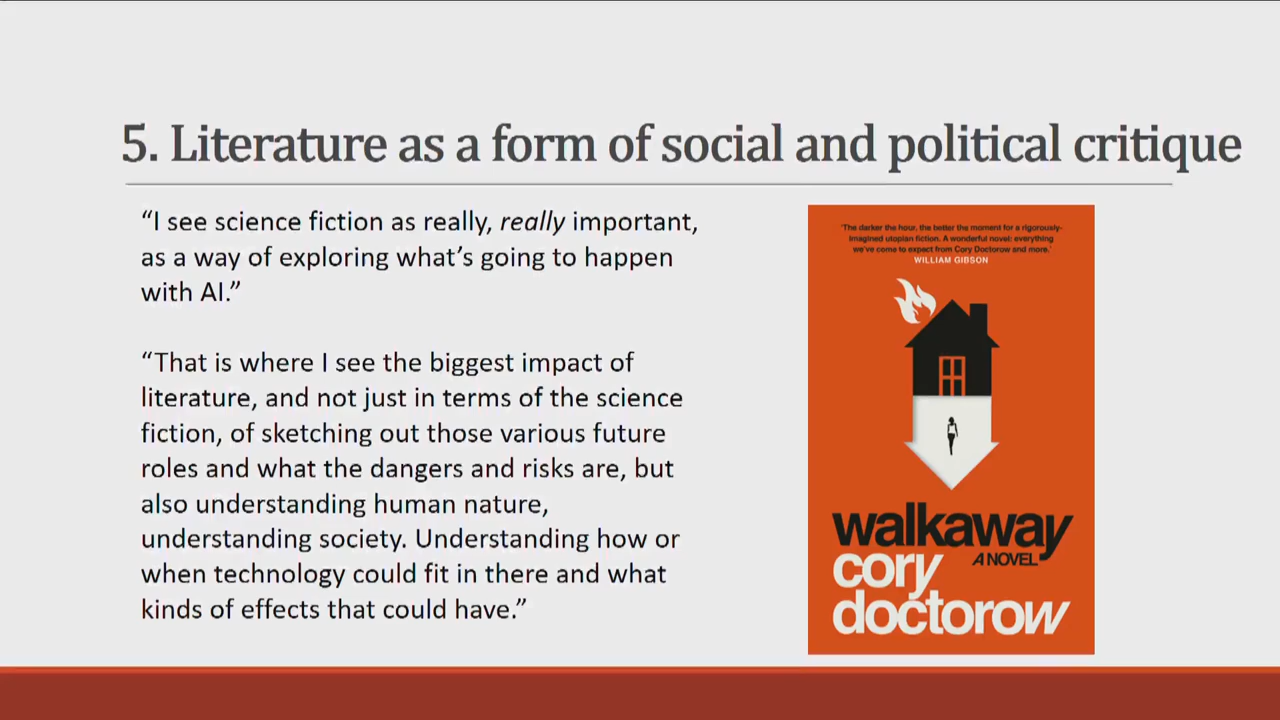 5. Literature as a form of social and political critique
“I see science fiction as really, really important,
as a way of exploring what’s going to happen
with AI.”
“That is where I see the biggest impact of
literature, and not just in terms of the science
fiction, of sketching out those various future
roles and what the dangers and risks are, but
also understanding human nature,
understanding society. Understanding how or
when technology could fit in there and what
kinds of effects that could have.”
‘The darker the hour, the better the moment for a rigorously-
imagined utopian fiction. A wonderful novel: everything
we’ve come to expect from Cory Doctorow and more.’
WILLIAM GIBSON
walkaway
A NOVEL
cory
doctorow